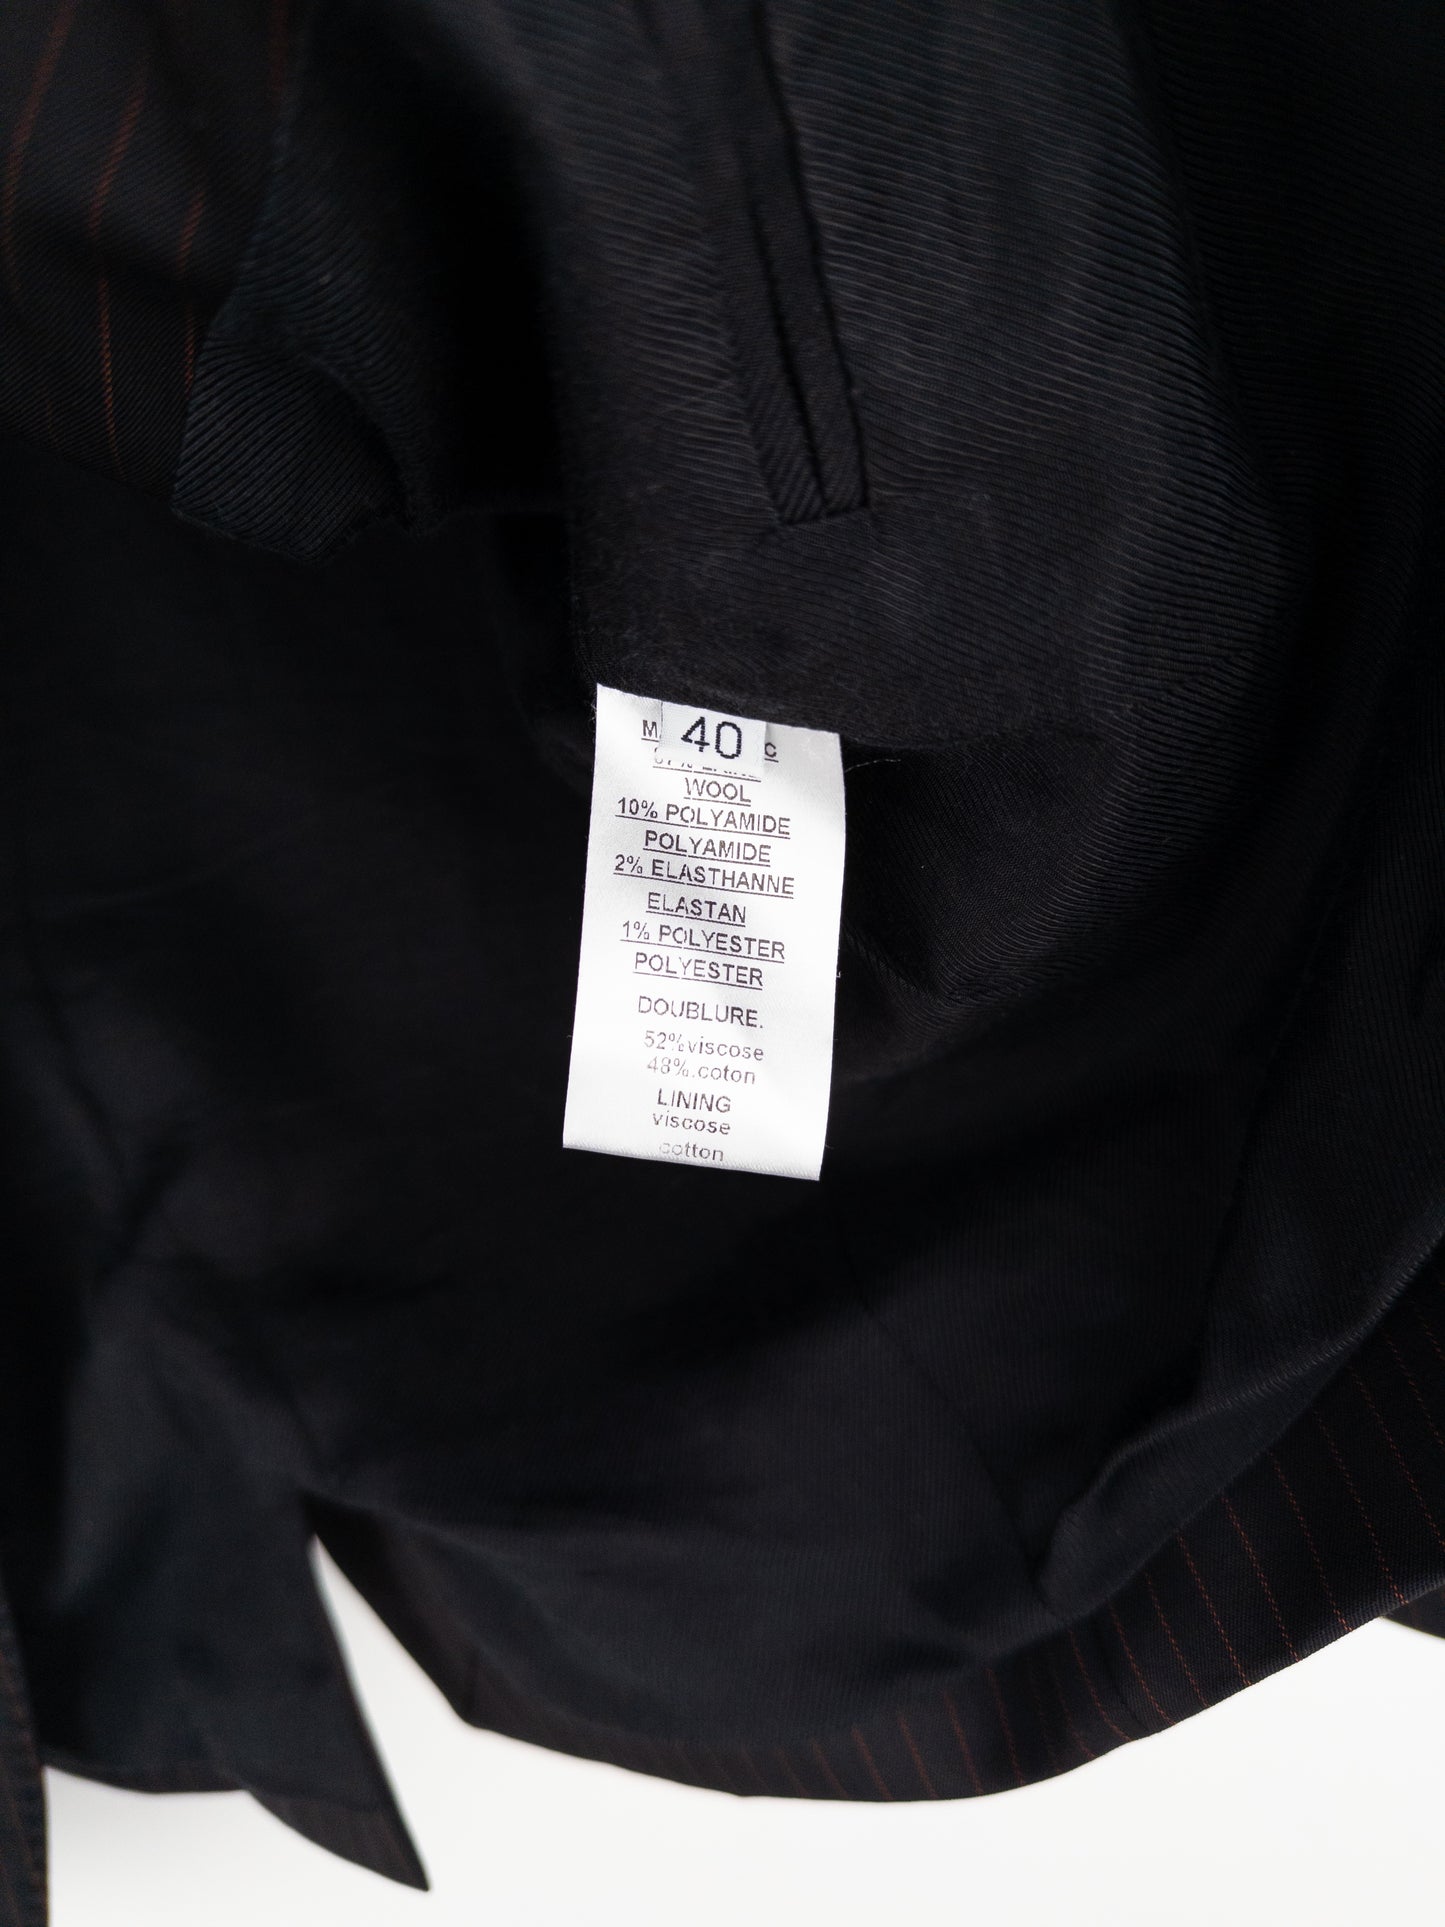 40
WOOL
10% POLYAMIDE
POLYAMIDE
2% ELASTHANNE
ELASTAN
1% POLYESTER
POLYESTER
DOUBLURE.
52%viscose
48%.coton
LINING
viscose
cotton